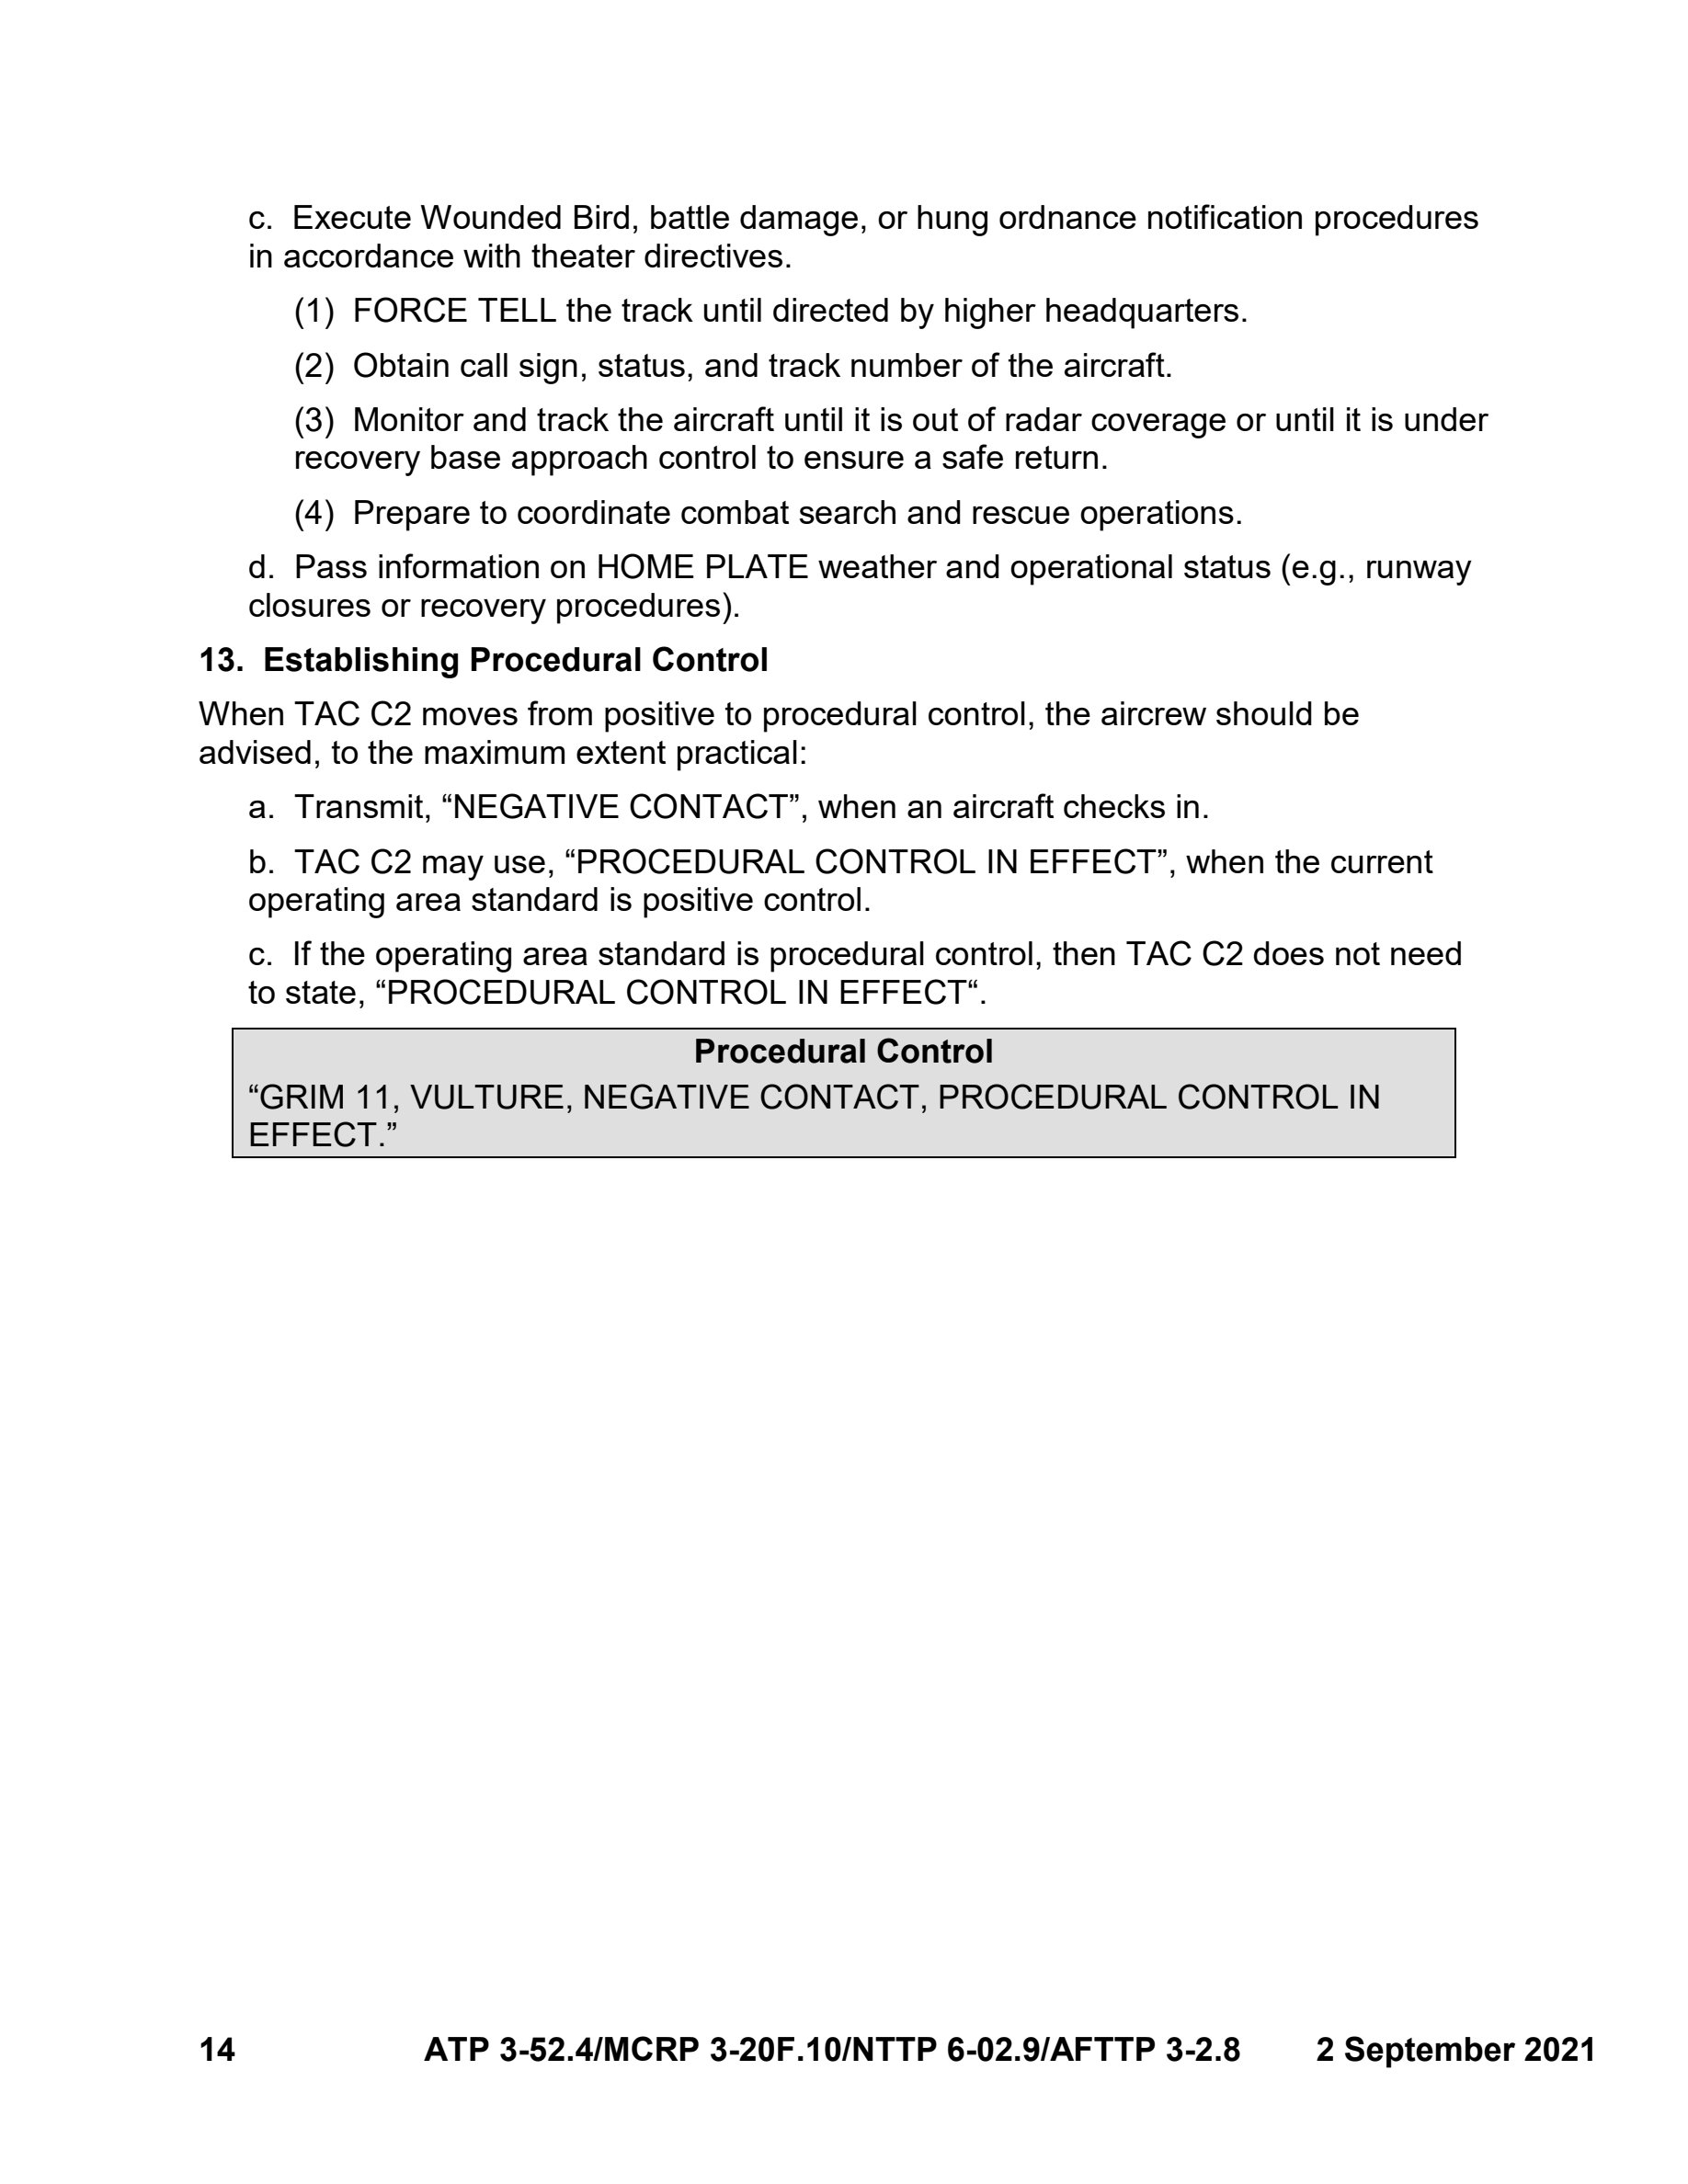 c.  Execute Wounded Bird, battle damage, or hung ordnance notification procedures
in accordance with theater directives.
(1)  FORCE TELL the track until directed by higher headquarters.
(2)  Obtain call sign, status, and track number of the aircraft.
(3)  Monitor and track the aircraft until it is out of radar coverage or until it is under
recovery base approach control to ensure a safe return.
(4)  Prepare to coordinate combat search and rescue operations.
d.  Pass information on HOME PLATE weather and operational status (e.g., runway
closures or recovery procedures).
13.  Establishing Procedural Control
When TAC C2 moves from positive to procedural control, the aircrew should be
advised, to the maximum extent practical:
a.  Transmit, “NEGATIVE CONTACT”, when an aircraft checks in.
b.  TAC C2 may use, “PROCEDURAL CONTROL IN EFFECT”, when the current
operating area standard is positive control.
c.  If the operating area standard is procedural control, then TAC C2 does not need
to state, “PROCEDURAL CONTROL IN EFFECT“.
Procedural Control
“GRIM 11, VULTURE, NEGATIVE CONTACT, PROCEDURAL CONTROL IN
EFFECT.”
14 ATP 3-52.4/MCRP 3-20F.10/NTTP 6-02.9/AFTTP 3-2.8 2 September 2021